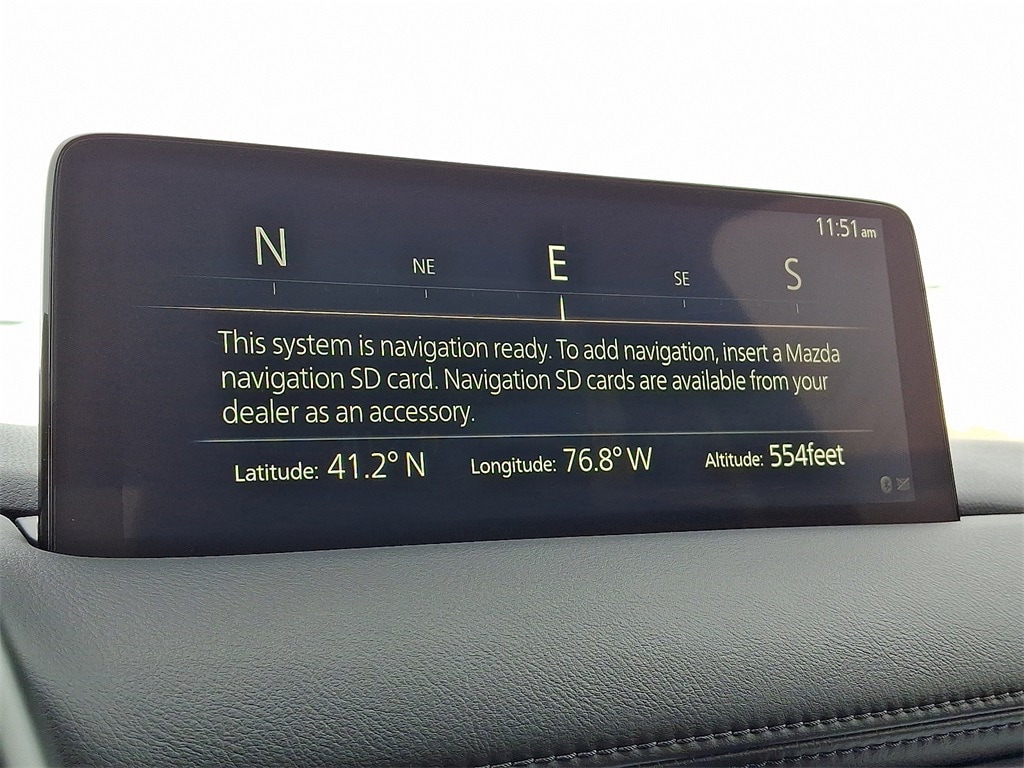 11:51 am
N NE E SE S
This system is navigation ready. To add navigation, insert a Mazda
navigation SD card. Navigation SD cards are available from your
dealer as an accessory.
Latitude: 41.2° N Longitude: 76.8° W Altitude: 554feet